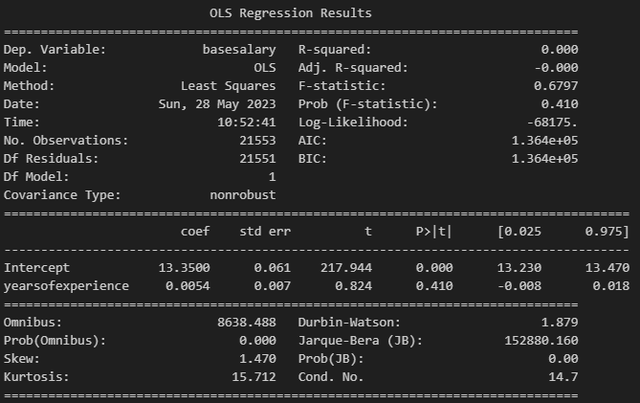 OLS Regression Results
==============================================================================
Dep. Variable: basesalary R-squared: 0.000
Model: OLS Adj. R-squared: -0.000
Method: Least Squares F-statistic: 0.6797
Date: Sun, 28 May 2023 Prob (F-statistic): 0.410
Time: 10:52:41 Log-Likelihood: -68175.
No. Observations: 21553 AIC: 1.364e+05
Df Residuals: 21551 BIC: 1.364e+05
Df Model: 1
Covariance Type: nonrobust
=====================================================================================
coef std err t P>|t| [0.025 0.975]
-------------------------------------------------------------------------------------
Intercept 13.3500 0.061 217.944 0.000 13.230 13.470
yearsofexperience 0.0054 0.007 0.824 0.410 -0.008 0.018
==============================================================================
Omnibus: 8638.488 Durbin-Watson: 1.879
Prob(Omnibus): 0.000 Jarque-Bera (JB): 152880.160
Skew: 1.470 Prob(JB): 0.00
Kurtosis: 15.712 Cond. No. 14.7
==============================================================================